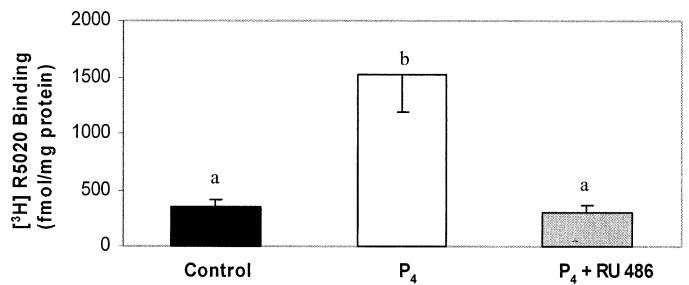 2000
1500
1000
500
0
[³H] R5020 Binding
(fmol/mg protein)
a
b
a
Control
P₄
P₄ + RU 486